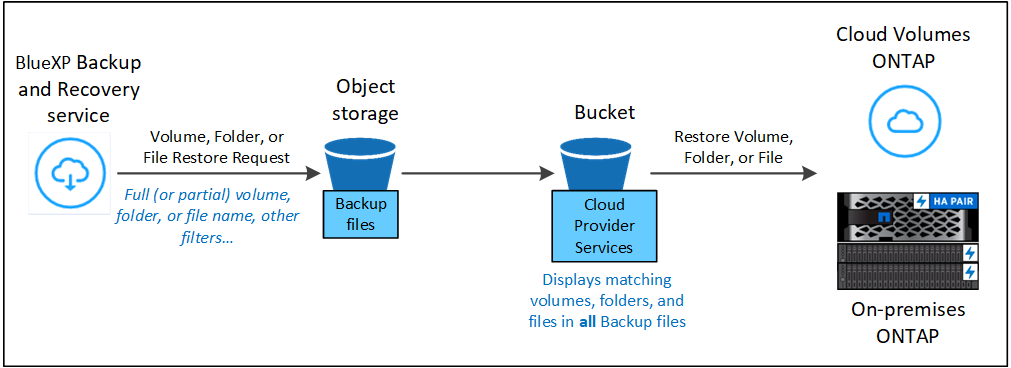 BlueXP Backup
and Recovery
service
Volume, Folder, or
File Restore Request
Full (or partial) volume,
folder, or file name, other
filters...
Object
storage
Backup
files
Bucket
Cloud
Provider
Services
Displays matching
volumes, folders, and
files in all Backup files
Restore Volume,
Folder, or File
Cloud Volumes
ONTAP
HA PAIR
On-premises
ONTAP